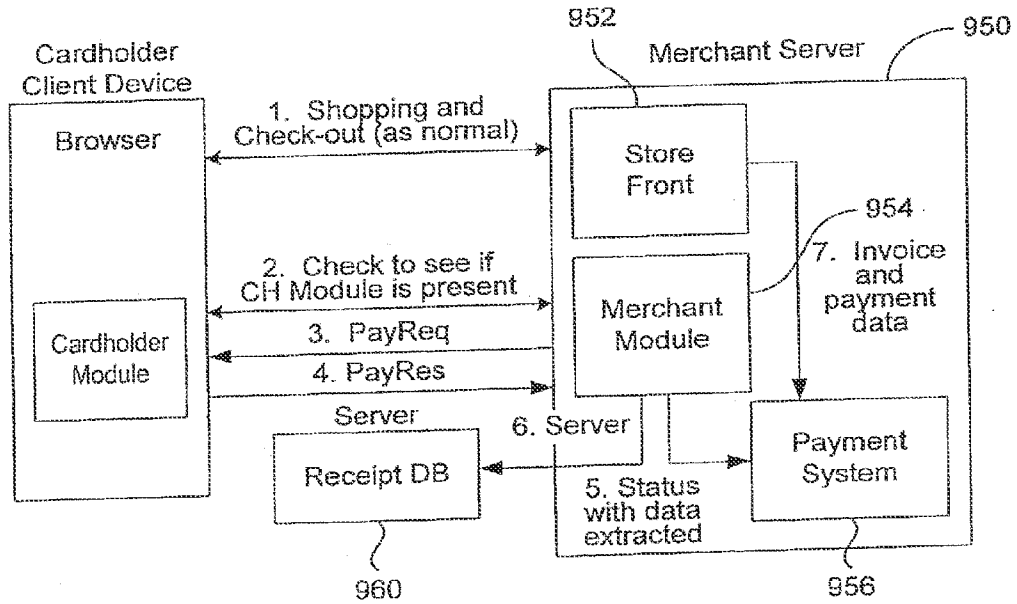 952
950
Cardholder
Client Device
Merchant Server
Browser
1. Shopping and
Check-out (as normal)
Store
Front
954
2. Check to see if
CH Module is present
7. Invoice
and
payment
data
Merchant
Module
3. PayReq
Cardholder
Module
4. PayRes
Server
6. Server
Receipt DB
Payment
System
5. Status
with data
extracted
960
956